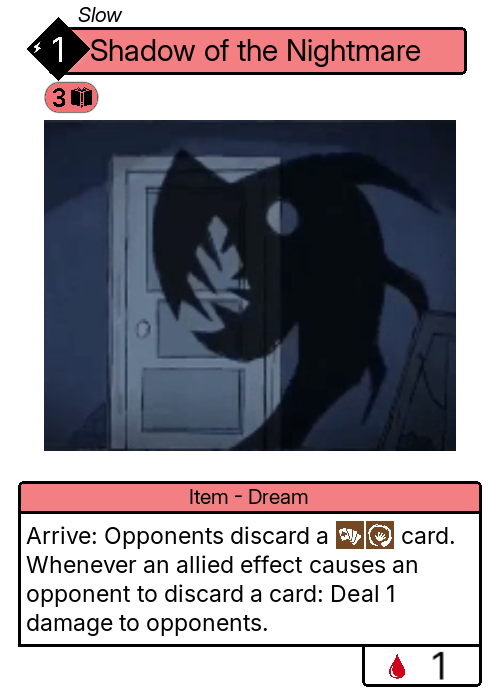 Slow
1 Shadow of the Nightmare
3
Item - Dream
Arrive: Opponents discard a card.
Whenever an allied effect causes an
opponent to discard a card: Deal 1
damage to opponents.
1